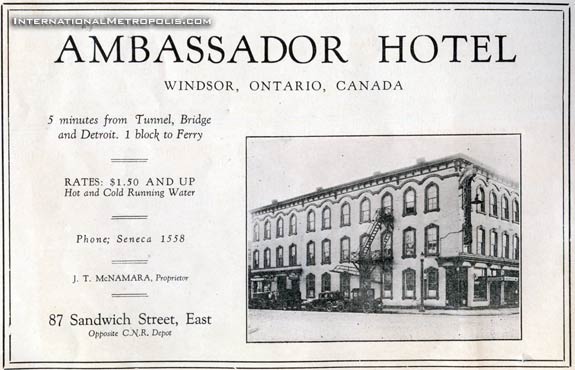 INTERNATIONALMETROPOLIS.COM
AMBASSADOR HOTEL
WINDSOR, ONTARIO, CANADA
5 minutes from Tunnel, Bridge
and Detroit. 1 block to Ferry
RATES: $1.50 AND UP
Hot and Cold Running Water
Phone; Seneca 1558
J. T. McNAMARA, Proprietor
87 Sandwich Street, East
Opposite C.N.R. Depot